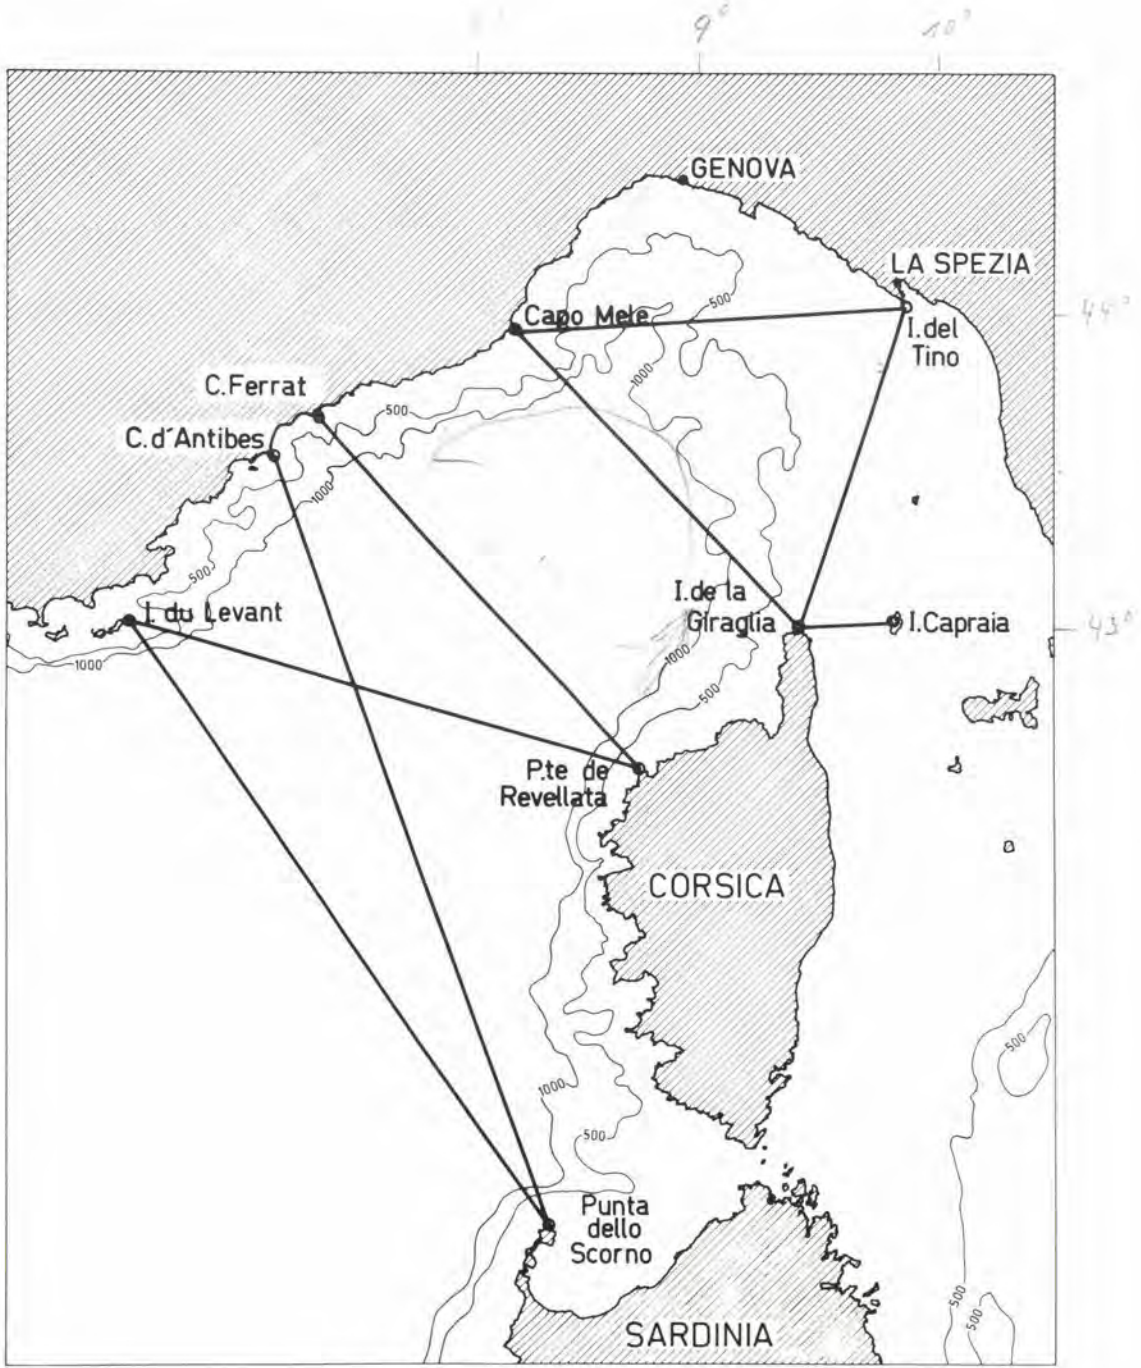 9°
10°
GENOVA
LA SPEZIA
500
44°
Capo Mele
I.del
Tino
1000
C.Ferrat
500
C.d´Antibes
1000
500
I.de la
Giraglia
I. du Levant
I.Capraia
43°
1000
1000
500
P.te de
Revellata
CORSICA
500
1000
500
Punta
dello
Scorno
500
500
SARDINIA